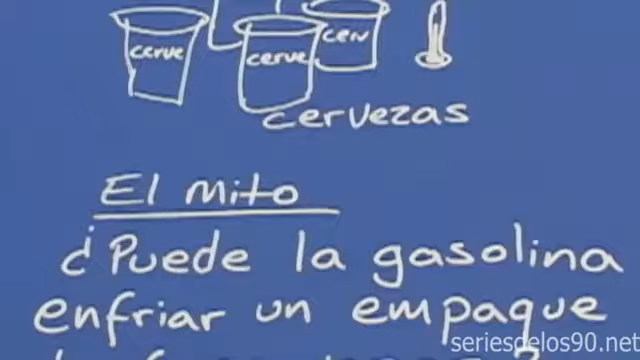 cerve
cerve
cerv
cervezas
El mito
¿Puede la gasolina
enfriar un empaque
seriesdelos90.net